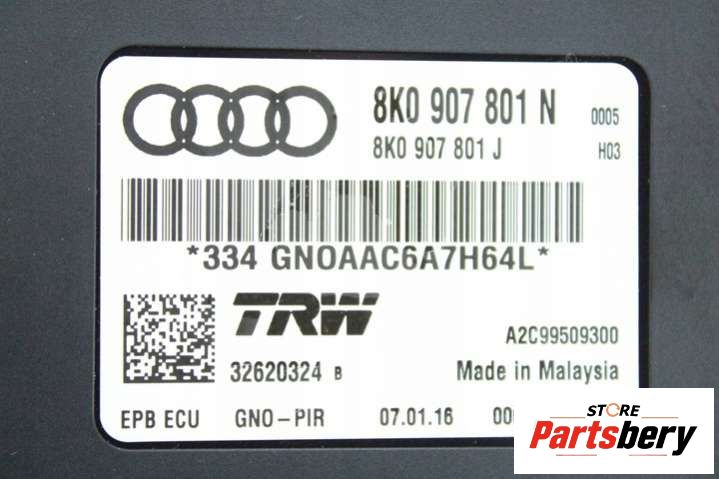 8K0 907 801 N 0005
8K0 907 801 J H03
*334 GNOAAC6A7H64L*
TRW
A2C99509300
32620324 B Made in Malaysia
EPB ECU GNO-PIR 07.01.16
STORE
Partsbery